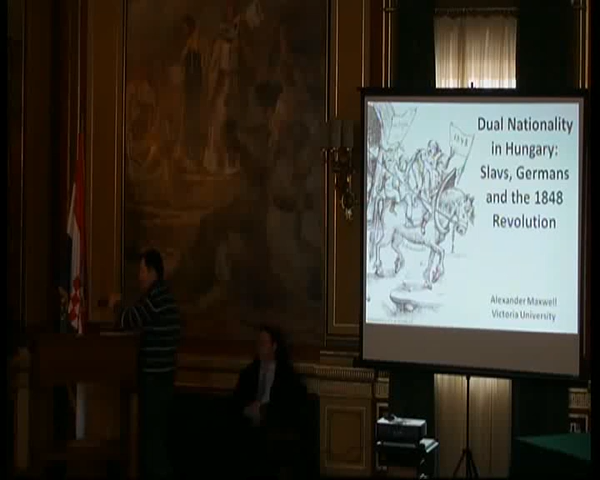 Dual Nationality
in Hungary:
Slavs, Germans
and the 1848
Revolution
Alexander Maxwell
Victoria University